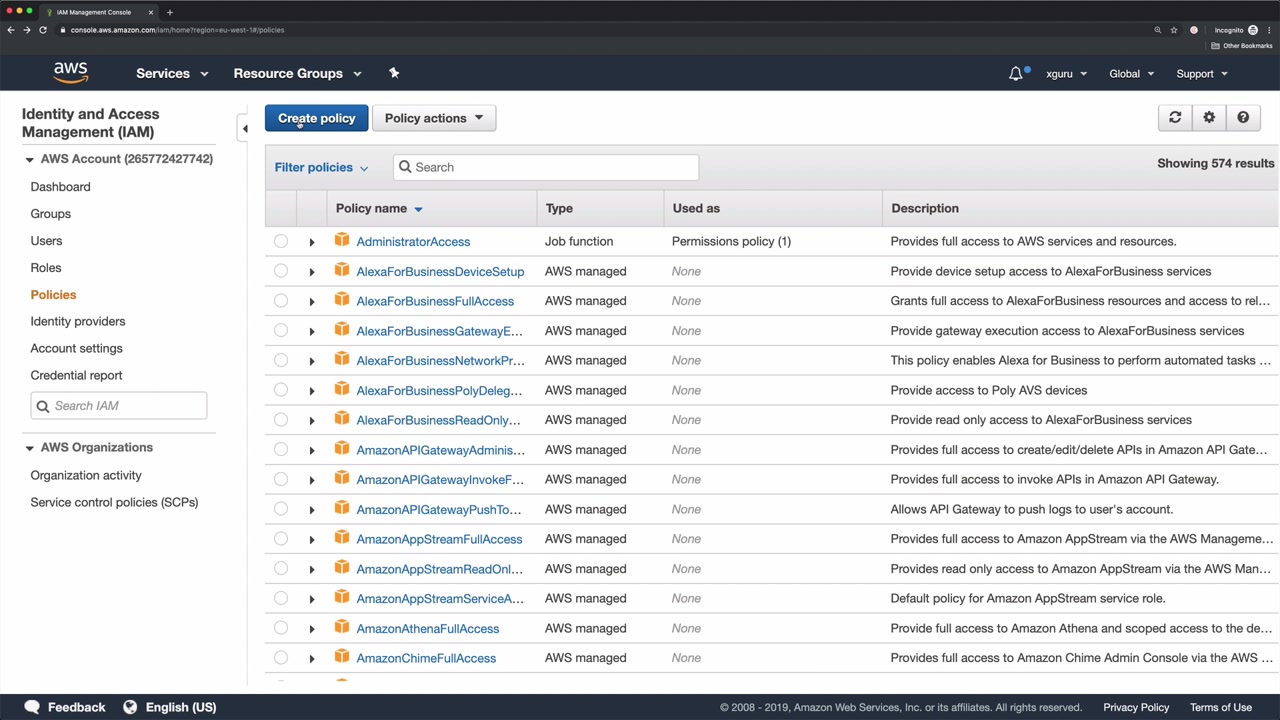 IAM Management Console
console.aws.amazon.com/iam/home?region=eu-west-1#/policies
Incognito
Other Bookmarks
aws
Services
Resource Groups
xguru
Global
Support
Identity and Access
Management (IAM)
AWS Account (265772427742)
Dashboard
Groups
Users
Roles
Policies
Identity providers
Account settings
Credential report
Search IAM
AWS Organizations
Organization activity
Service control policies (SCPs)
Create policy
Policy actions
Filter policies
Search
Showing 574 results
Policy name Type Used as Description
AdministratorAccess Job function Permissions policy (1) Provides full access to AWS services and resources.
AlexaForBusinessDeviceSetup AWS managed None Provide device setup access to AlexaForBusiness services
AlexaForBusinessFullAccess AWS managed None Grants full access to AlexaForBusiness resources and access to rel…
AlexaForBusinessGatewayE… AWS managed None Provide gateway execution access to AlexaForBusiness services
AlexaForBusinessNetworkPr… AWS managed None This policy enables Alexa for Business to perform automated tasks …
AlexaForBusinessPolyDeleg… AWS managed None Provide access to Poly AVS devices
AlexaForBusinessReadOnly… AWS managed None Provide read only access to AlexaForBusiness services
AmazonAPIGatewayAdminis… AWS managed None Provides full access to create/edit/delete APIs in Amazon API Gate…
AmazonAPIGatewayInvokeF… AWS managed None Provides full access to invoke APIs in Amazon API Gateway.
AmazonAPIGatewayPushTo… AWS managed None Allows API Gateway to push logs to user's account.
AmazonAppStreamFullAccess AWS managed None Provides full access to Amazon AppStream via the AWS Manageme…
AmazonAppStreamReadOnl… AWS managed None Provides read only access to Amazon AppStream via the AWS Man…
AmazonAppStreamServiceA… AWS managed None Default policy for Amazon AppStream service role.
AmazonAthenaFullAccess AWS managed None Provide full access to Amazon Athena and scoped access to the de…
AmazonChimeFullAccess AWS managed None Provides full access to Amazon Chime Admin Console via the AWS …
Feedback
English (US)
© 2008 - 2019, Amazon Web Services, Inc. or its affiliates. All rights reserved.
Privacy Policy
Terms of Use